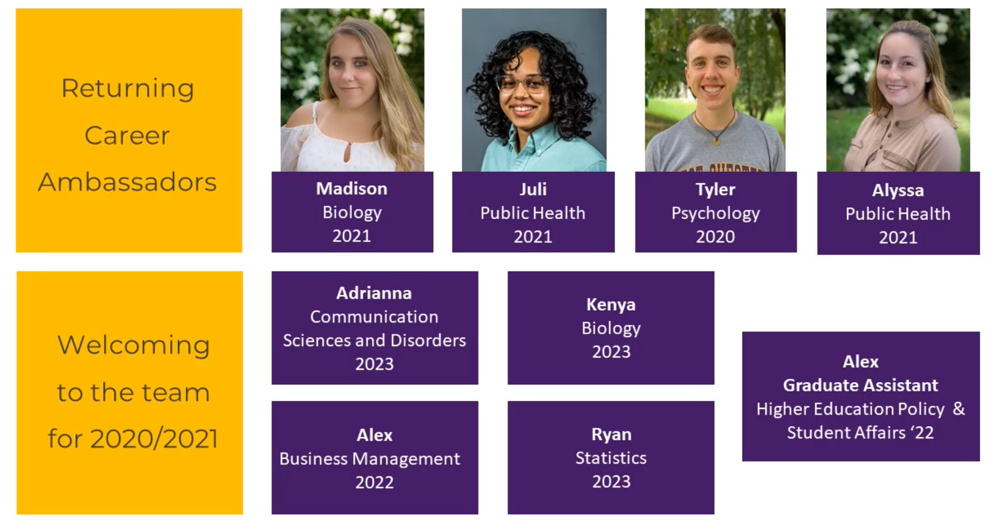 Returning
Career
Ambassadors
Madison
Biology
2021
Juli
Public Health
2021
Tyler
Psychology
2020
Alyssa
Public Health
2021
Welcoming
to the team
for 2020/2021
Adrianna
Communication
Sciences and Disorders
2023
Kenya
Biology
2023
Alex
Business Management
2022
Ryan
Statistics
2023
Alex
Graduate Assistant
Higher Education Policy &
Student Affairs ‘22